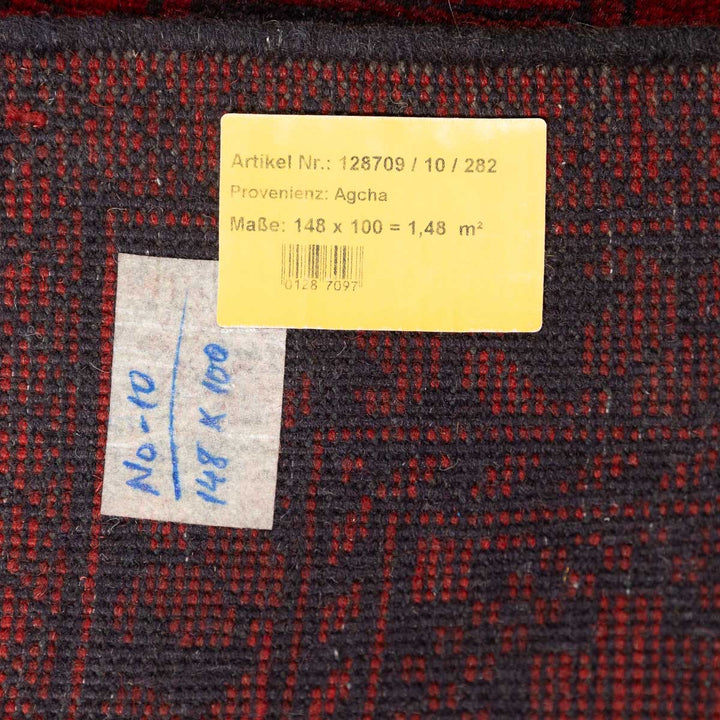 Artikel Nr.: 128709 / 10 / 282
Provenienz: Agcha
Maße: 148 x 100 = 1,48 m²
0128 7097
No-10
148 x 100